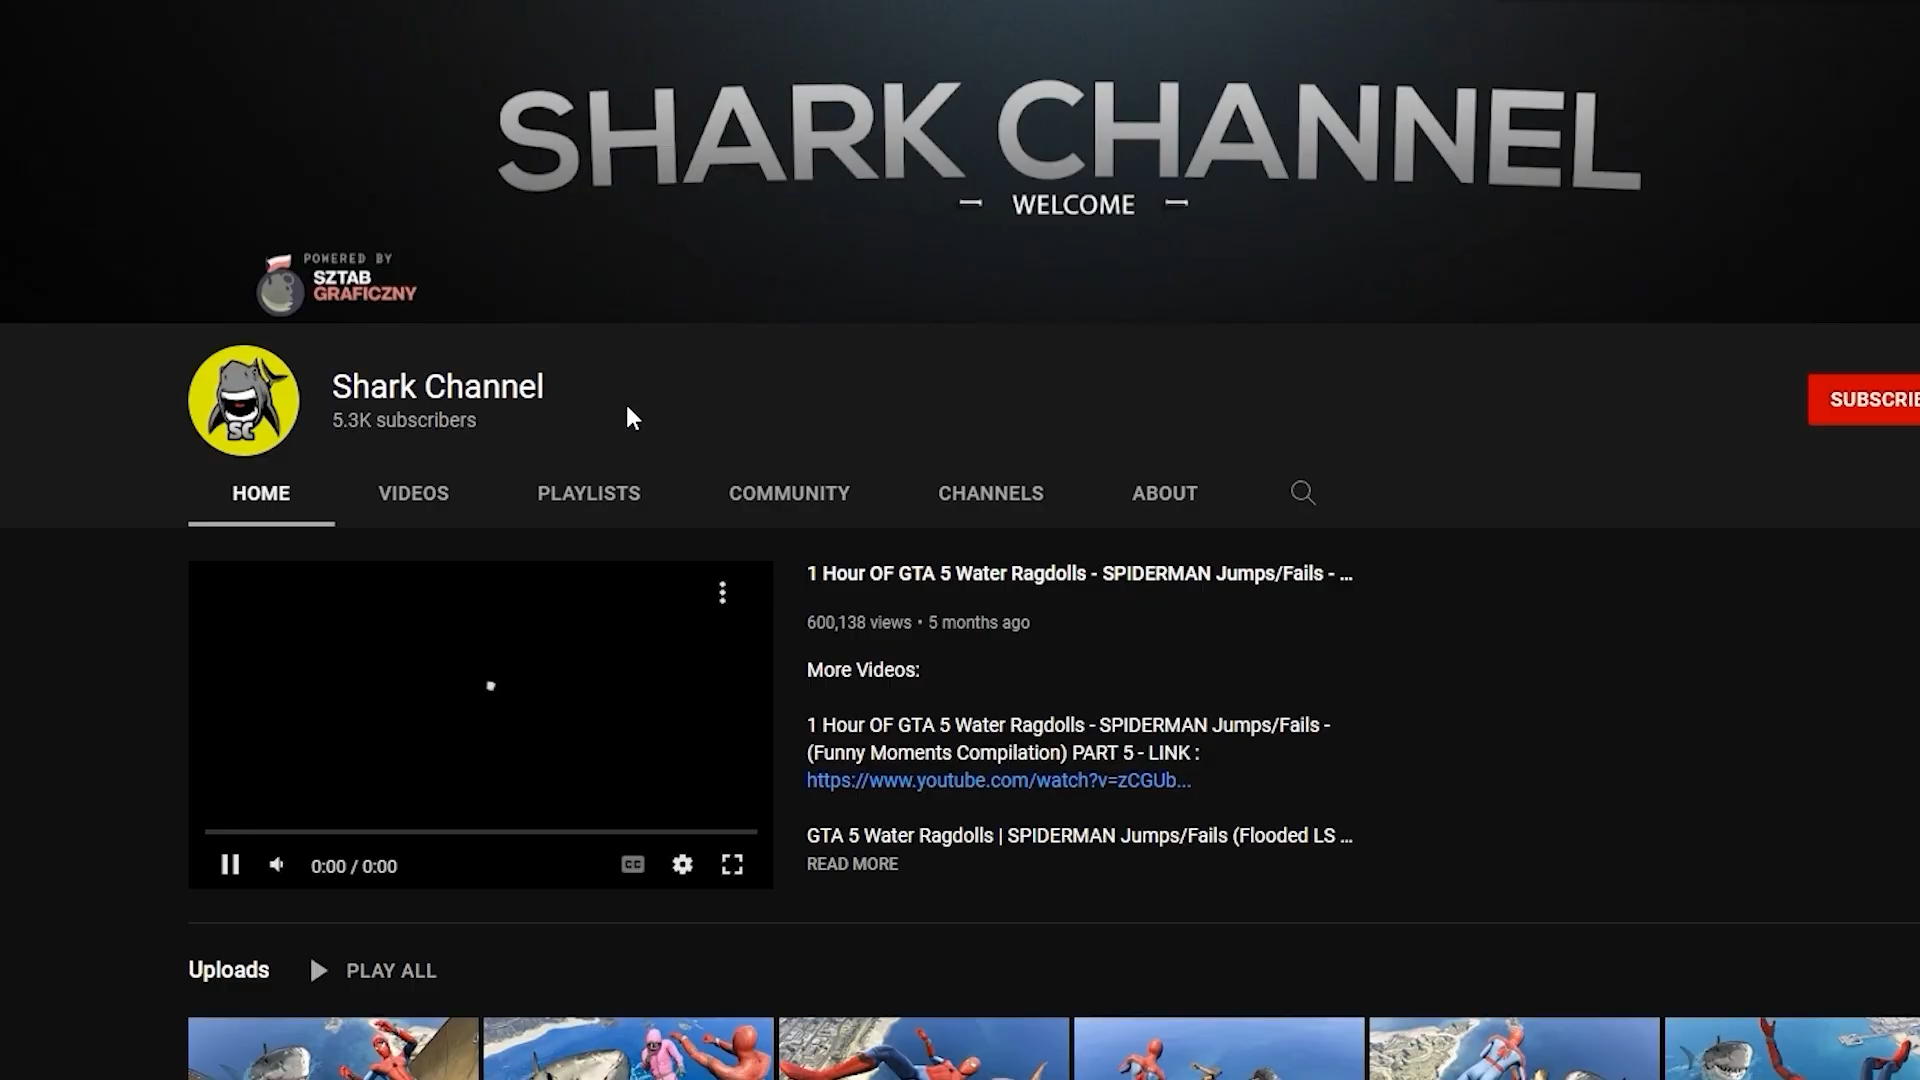 SHARK CHANNEL
WELCOME
POWERED BY
SZTAB
GRAFICZNY
SC
Shark Channel
5.3K subscribers
SUBSCRIBE
HOME VIDEOS PLAYLISTS COMMUNITY CHANNELS ABOUT
1 Hour OF GTA 5 Water Ragdolls - SPIDERMAN Jumps/Fails - ...
600,138 views • 5 months ago
More Videos:
1 Hour OF GTA 5 Water Ragdolls - SPIDERMAN Jumps/Fails -
(Funny Moments Compilation) PART 5 - LINK :
https://www.youtube.com/watch?v=zCGUb...
GTA 5 Water Ragdolls | SPIDERMAN Jumps/Fails (Flooded LS ...
READ MORE
0:00 / 0:00 CC
Uploads PLAY ALL